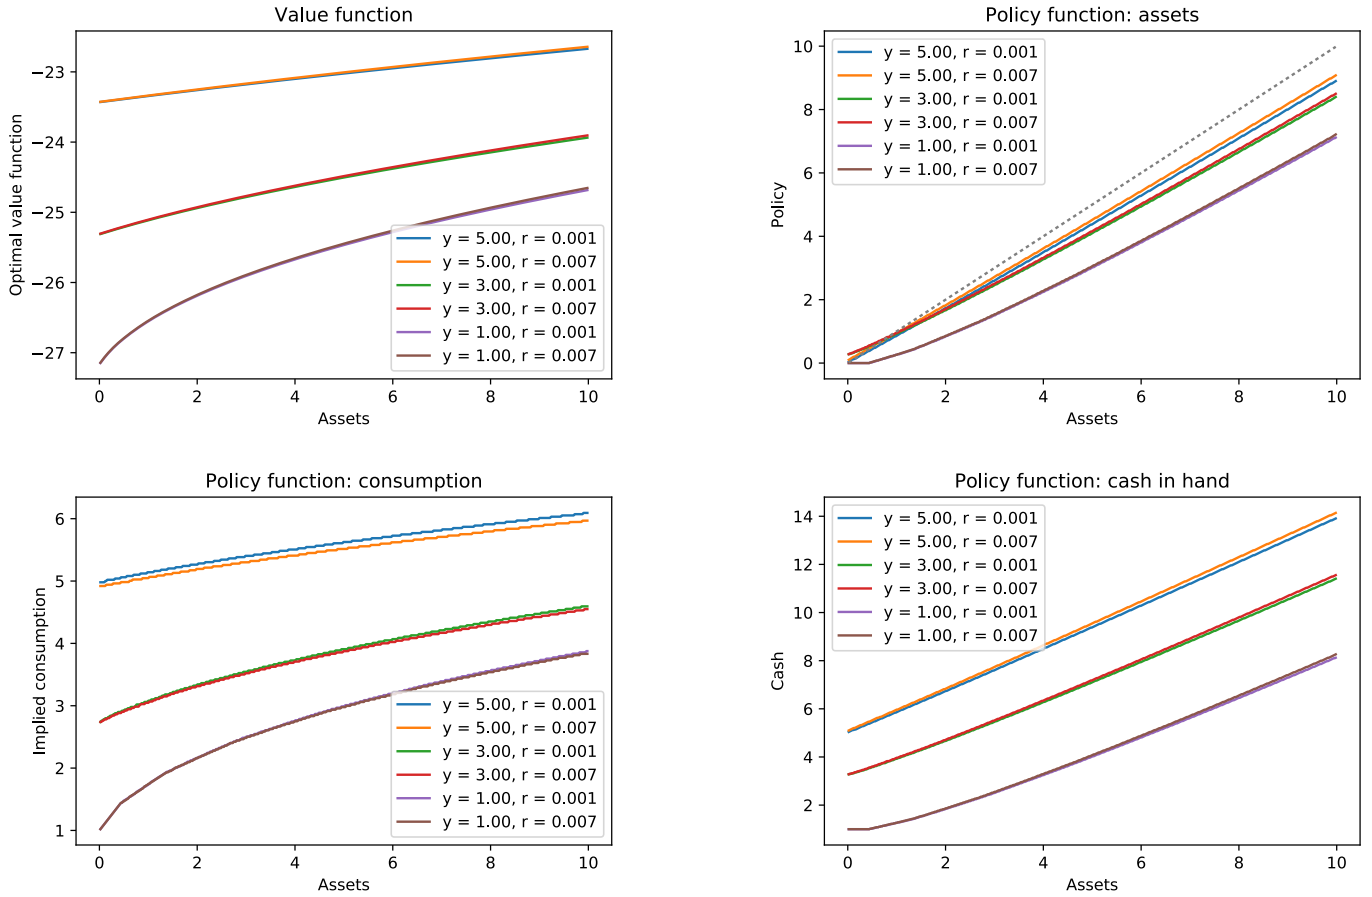 Value function
Optimal value function
−23
−24
−25
−26
−27
y = 5.00, r = 0.001
y = 5.00, r = 0.007
y = 3.00, r = 0.001
y = 3.00, r = 0.007
y = 1.00, r = 0.001
y = 1.00, r = 0.007
0 2 4 6 8 10
Assets
Policy function: assets
Policy
10
8
6
4
2
0
y = 5.00, r = 0.001
y = 5.00, r = 0.007
y = 3.00, r = 0.001
y = 3.00, r = 0.007
y = 1.00, r = 0.001
y = 1.00, r = 0.007
0 2 4 6 8 10
Assets
Policy function: consumption
Implied consumption
6
5
4
3
2
1
y = 5.00, r = 0.001
y = 5.00, r = 0.007
y = 3.00, r = 0.001
y = 3.00, r = 0.007
y = 1.00, r = 0.001
y = 1.00, r = 0.007
0 2 4 6 8 10
Assets
Policy function: cash in hand
Cash
14
12
10
8
6
4
2
y = 5.00, r = 0.001
y = 5.00, r = 0.007
y = 3.00, r = 0.001
y = 3.00, r = 0.007
y = 1.00, r = 0.001
y = 1.00, r = 0.007
0 2 4 6 8 10
Assets